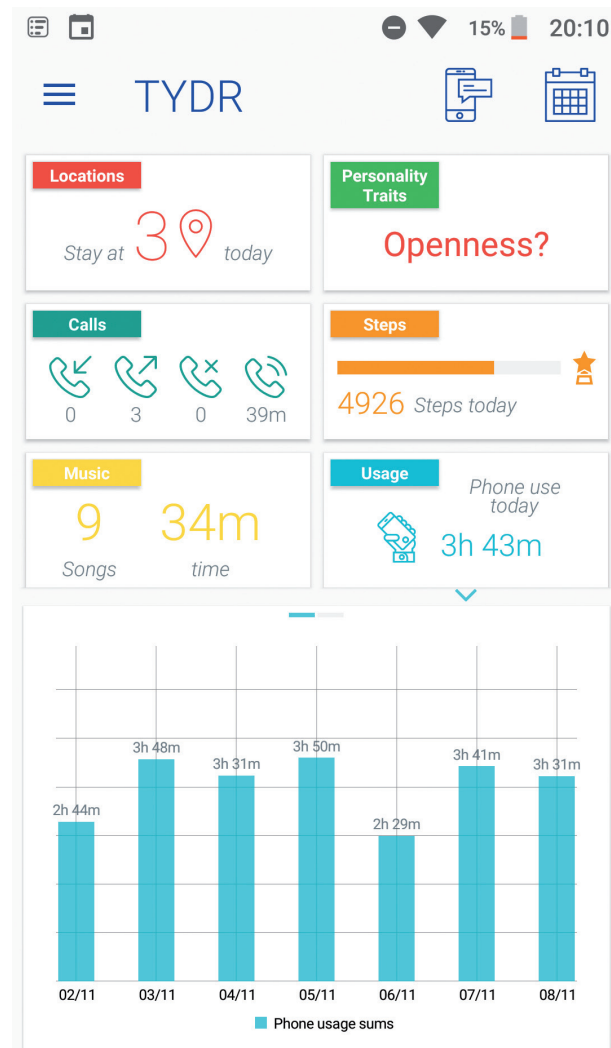 15% 20:10
TYDR
Locations
Stay at 3 today
Personality
Traits
Openness?
Calls
0 3 0 39m
Steps
4926 Steps today
Music
9 34m
Songs time
Usage
Phone use
today
3h 43m
2h 44m 3h 48m 3h 31m 3h 50m 2h 29m 3h 41m 3h 31m
02/11 03/11 04/11 05/11 06/11 07/11 08/11
Phone usage sums